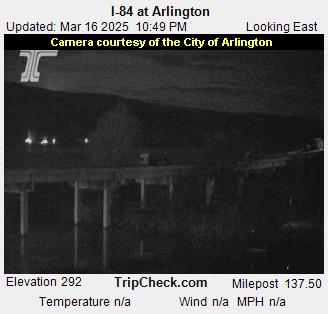 I-84 at Arlington
Updated: Mar 16 2025 10:49 PM Looking East
Camera courtesy of the City of Arlington
Elevation 292 TripCheck.com Milepost 137.50
Temperature n/a Wind n/a MPH n/a